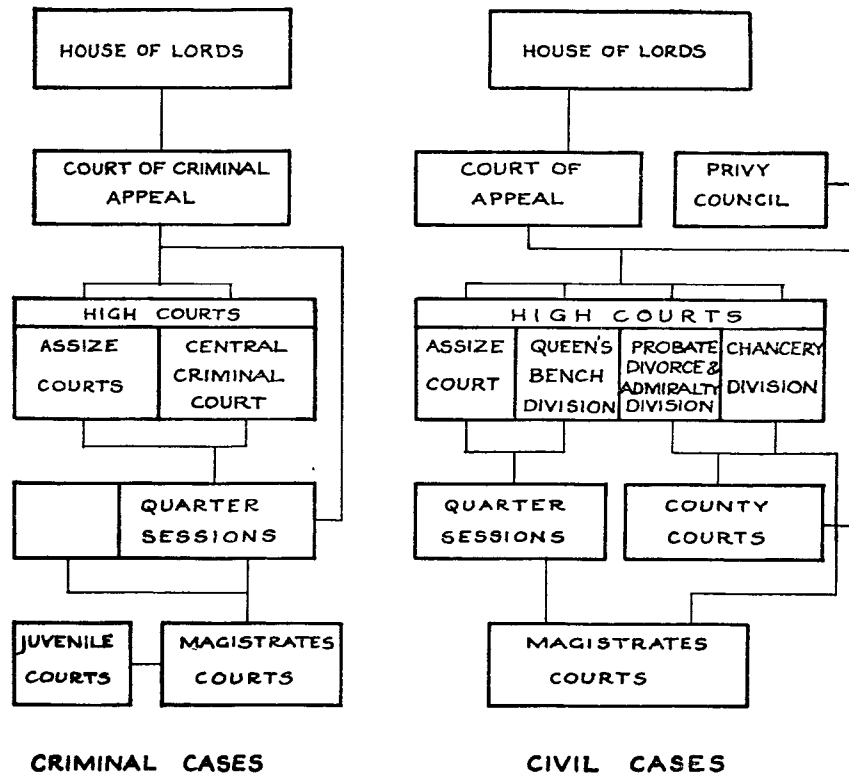 HOUSE OF LORDS
COURT OF CRIMINAL
APPEAL
HIGH COURTS
ASSIZE
COURTS
CENTRAL
CRIMINAL
COURT
QUARTER
SESSIONS
JUVENILE
COURTS
MAGISTRATES
COURTS
CRIMINAL CASES
HOUSE OF LORDS
COURT OF
APPEAL
PRIVY
COUNCIL
HIGH COURTS
ASSIZE
COURT
QUEEN'S
BENCH
DIVISION
PROBATE
DIVORCE &
ADMIRALTY
DIVISION
CHANCERY
DIVISION
QUARTER
SESSIONS
COUNTY
COURTS
MAGISTRATES
COURTS
CIVIL CASES